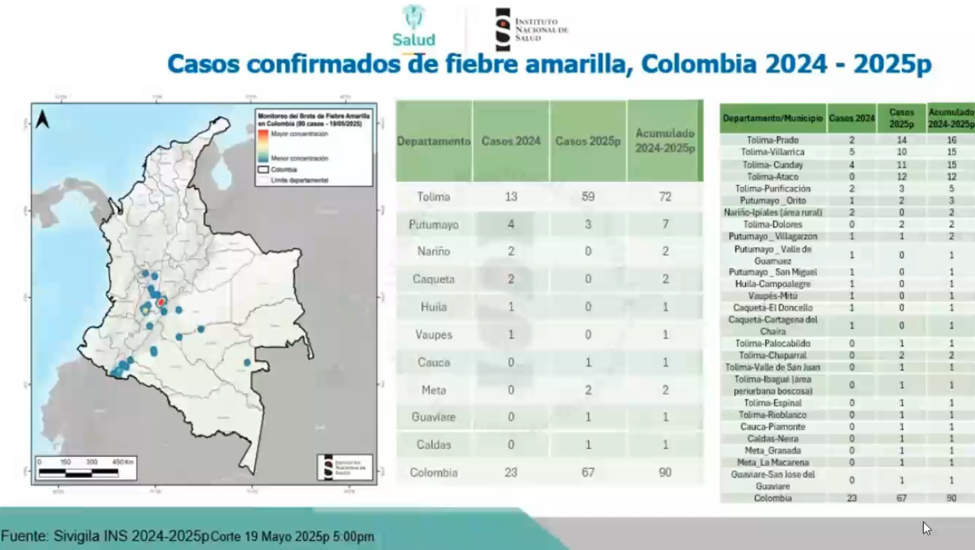 Salud
INSTITUTO
NACIONAL DE
SALUD
Casos confirmados de fiebre amarilla, Colombia 2024 - 2025p
Monitoreo del Brote de Fiebre Amarilla
en Colombia (90 casos - 19/05/2025)
Mayor concentración
Menor concentración
Colombia
Límite departamental
0 150 300 450 Km
INSTITUTO
NACIONAL DE
SALUD
Departamento Casos 2024 Casos 2025p Acumulado 2024-2025p
Tolima 13 59 72
Putumayo 4 3 7
Nariño 2 0 2
Caqueta 2 0 2
Huila 1 0 1
Vaupes 1 0 1
Cauca 0 1 1
Meta 0 2 2
Guaviare 0 1 1
Caldas 0 1 1
Colombia 23 67 90
Departamento/Municipio Casos 2024 Casos 2025p Acumulado 2024-2025p
Tolima-Prado 2 14 16
Tolima-Villarrica 5 10 15
Tolima- Cunday 4 11 15
Tolima-Ataco 0 12 12
Tolima-Purificación 2 3 5
Putumayo _Orito 1 2 3
Nariño-Ipiales (área rural) 2 0 2
Tolima-Dolores 0 2 2
Putumayo _ Villagarzon 1 1 2
Putumayo _ Valle de Guamuez 1 0 1
Putumayo _ San Miguel 1 0 1
Huila-Campoalegre 1 0 1
Vaupés-Mitú 1 0 1
Caquetá-El Doncello 1 0 1
Caquetá-Cartagena del Chaira 1 0 1
Tolima-Palocabildo 0 1 1
Tolima-Chaparral 0 2 2
Tolima-Valle de San Juan 0 1 1
Tolima-Ibagué (área periurbana boscosa) 0 1 1
Tolima-Espinal 0 1 1
Tolima-Rioblanco 0 1 1
Cauca-Piamonte 0 1 1
Caldas-Neira 0 1 1
Meta_Granada 0 1 1
Meta_La Macarena 0 1 1
Guaviare-San Jose del Guaviare 0 1 1
Colombia 23 67 90
Fuente: Sivigila INS 2024-2025p Corte 19 Mayo 2025p 5:00pm